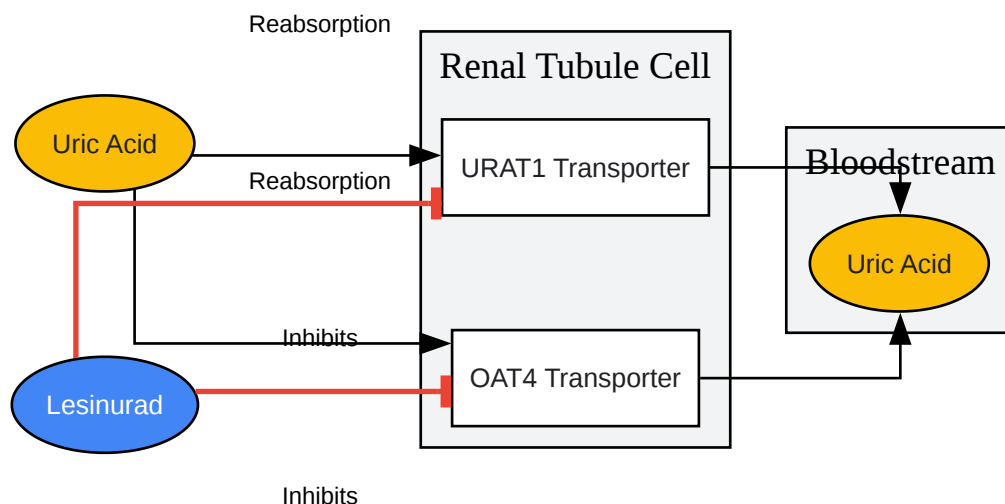 Reabsorption
Renal Tubule Cell
Uric Acid
URAT1 Transporter
Bloodstream
Reabsorption
Uric Acid
Inhibits
OAT4 Transporter
Lesinurad
Inhibits